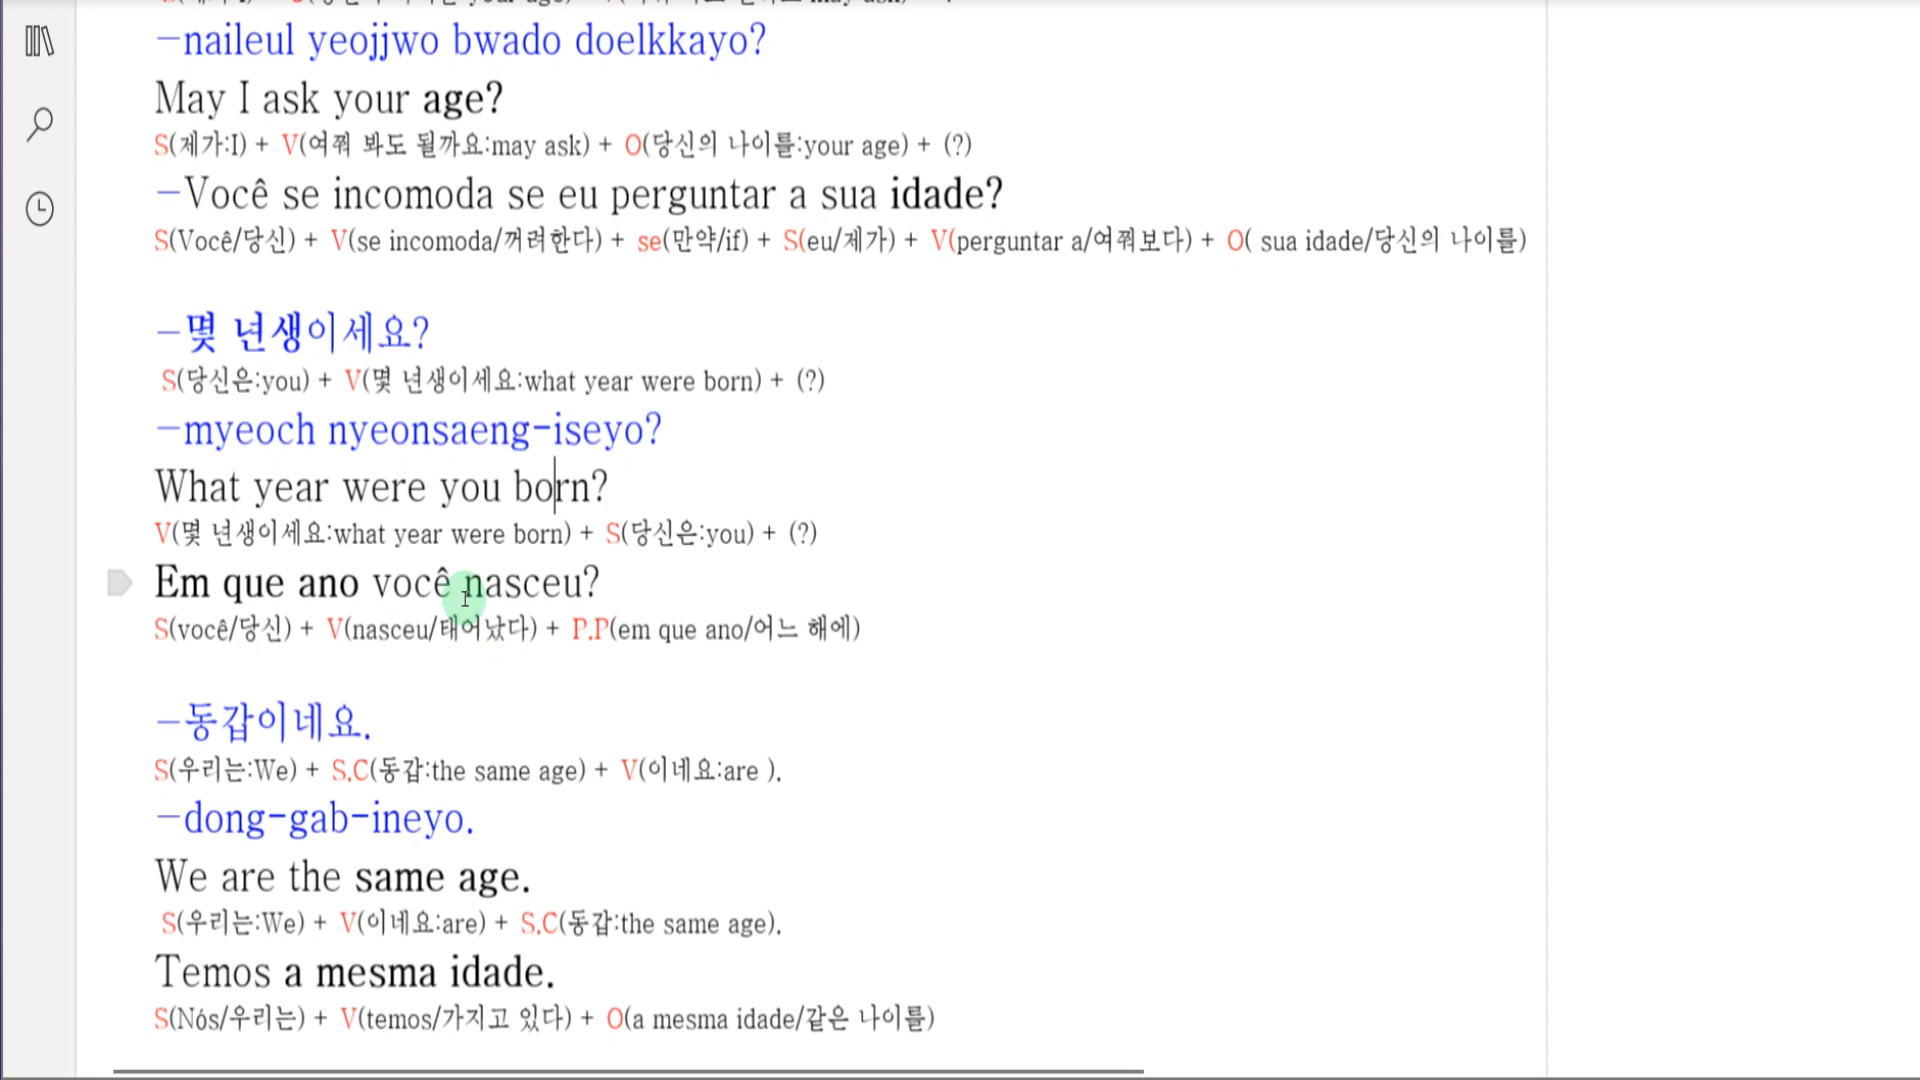 –naileul yeojjwo bwado doelkkayo?
May I ask your age?
S(제가:I) + V(여쭤 봐도 될까요:may ask) + O(당신의 나이를:your age) + (?)
–Você se incomoda se eu perguntar a sua idade?
S(Você/당신) + V(se incomoda/꺼려한다) + se(만약/if) + S(eu/제가) + V(perguntar a/여쭤보다) + O( sua idade/당신의 나이를)
–몇 년생이세요?
S(당신은:you) + V(몇 년생이세요:what year were born) + (?)
–myeoch nyeonsaeng-iseyo?
What year were you born?
V(몇 년생이세요:what year were born) + S(당신은:you) + (?)
Em que ano você nasceu?
S(você/당신) + V(nasceu/태어났다) + P.P(em que ano/어느 해에)
–동갑이네요.
S(우리는:We) + S.C(동갑:the same age) + V(이네요:are ).
–dong-gab-ineyo.
We are the same age.
S(우리는:We) + V(이네요:are) + S.C(동갑:the same age).
Temos a mesma idade.
S(Nós/우리는) + V(temos/가지고 있다) + O(a mesma idade/같은 나이를)